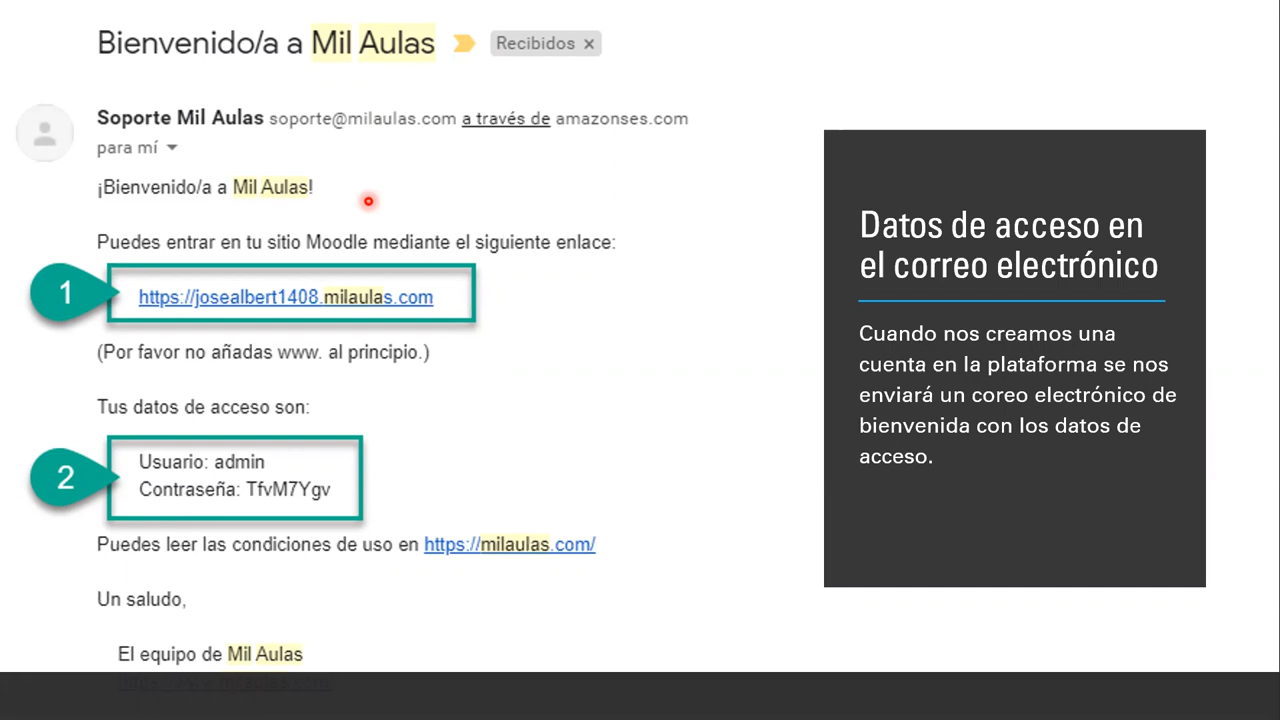 Bienvenido/a a Mil Aulas Recibidos ×
Soporte Mil Aulas soporte@milaulas.com a través de amazonses.com
para mí
¡Bienvenido/a a Mil Aulas!
Puedes entrar en tu sitio Moodle mediante el siguiente enlace:
1
https://josealbert1408.milaulas.com
(Por favor no añadas www. al principio.)
Tus datos de acceso son:
2
Usuario: admin
Contraseña: TfvM7Ygv
Puedes leer las condiciones de uso en https://milaulas.com/
Un saludo,
El equipo de Mil Aulas
Datos de acceso en
el correo electrónico
Cuando nos creamos una
cuenta en la plataforma se nos
enviará un coreo electrónico de
bienvenida con los datos de
acceso.